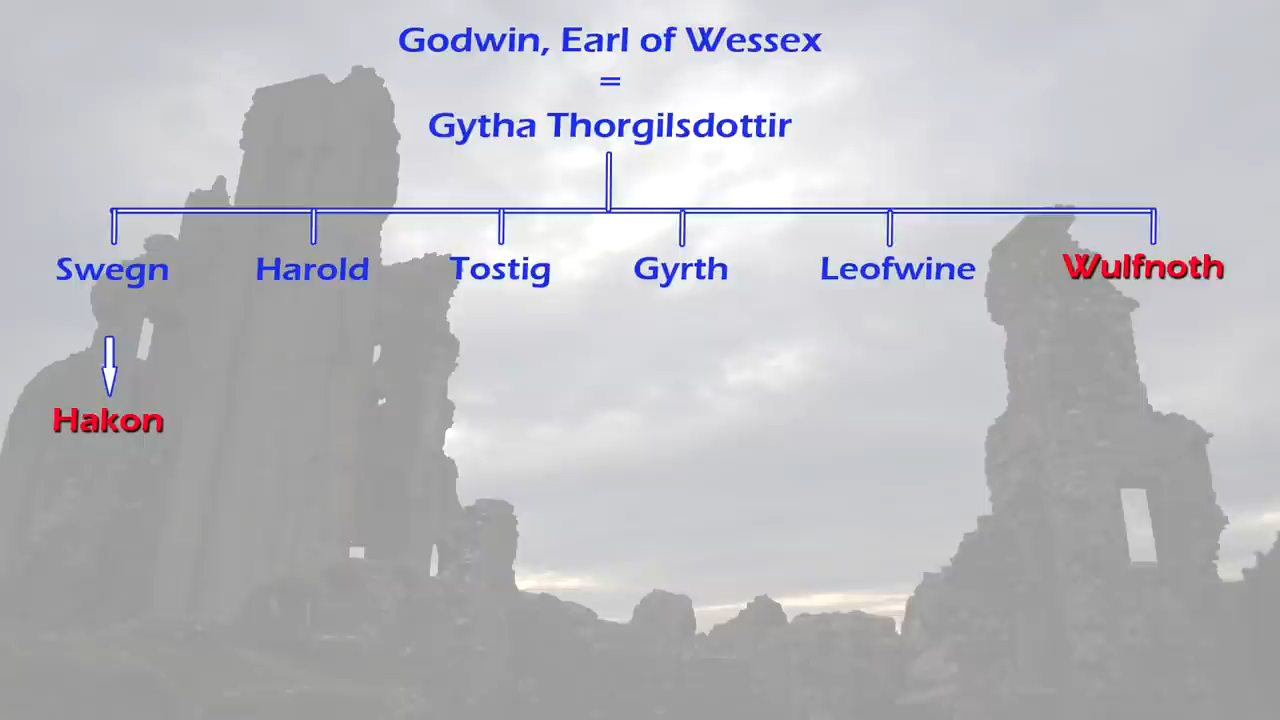 Godwin, Earl of Wessex
=
Gytha Thorgilsdottir
Swegn Harold Tostig Gyrth Leofwine Wulfnoth
Hakon